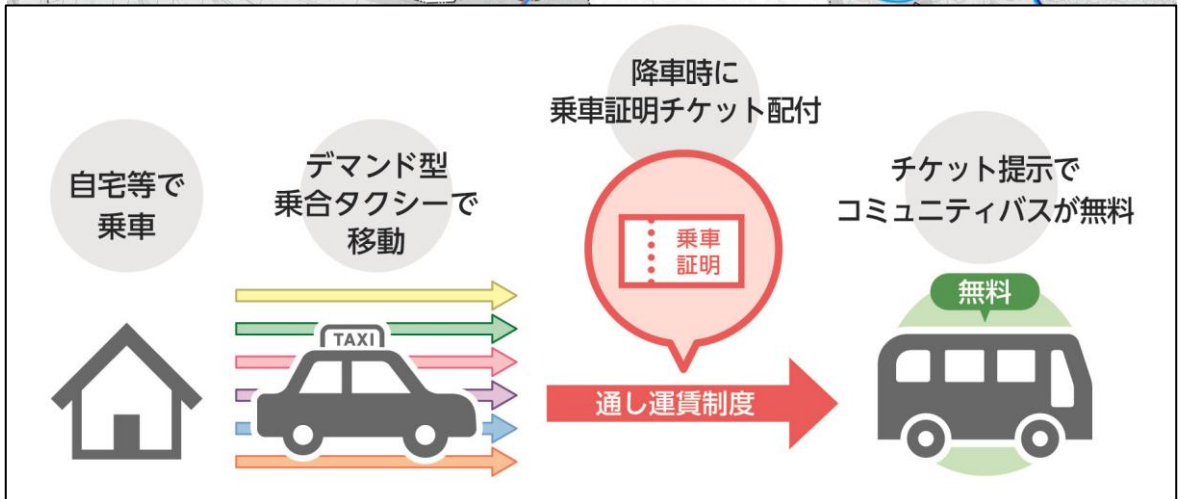 自宅等で
乗車
デマンド型
乗合タクシーで
移動
TAXI
降車時に
乗車証明チケット配付
乗車
証明
通し運賃制度
チケット提示で
コミュニティバスが無料
無料